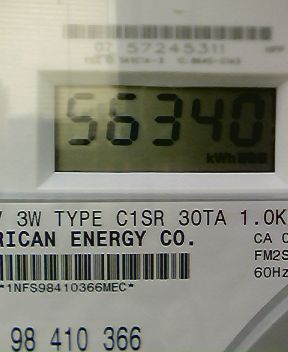 07 57245311
56340
kWh
V 3W TYPE C1SR 30TA 1.0K
RICAN ENERGY CO.
CA
FM2S
60Hz
*1NFS98410366MEC*
98 410 366